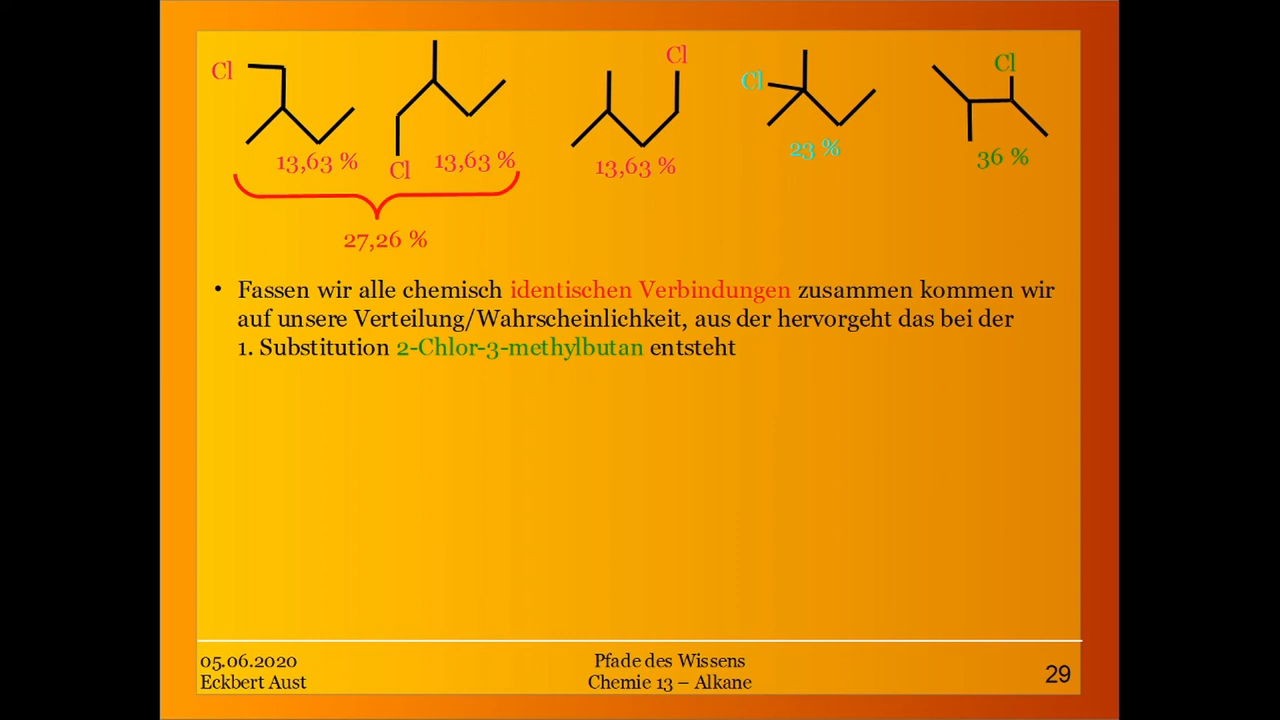 Cl
Cl
Cl
Cl
Cl
13,63 %
13,63 %
13,63 %
23 %
36 %
27,26 %
• Fassen wir alle chemisch identischen Verbindungen zusammen kommen wir
auf unsere Verteilung/Wahrscheinlichkeit, aus der hervorgeht das bei der
1. Substitution 2-Chlor-3-methylbutan entsteht
05.06.2020
Eckbert Aust
Pfade des Wissens
Chemie 13 – Alkane
29